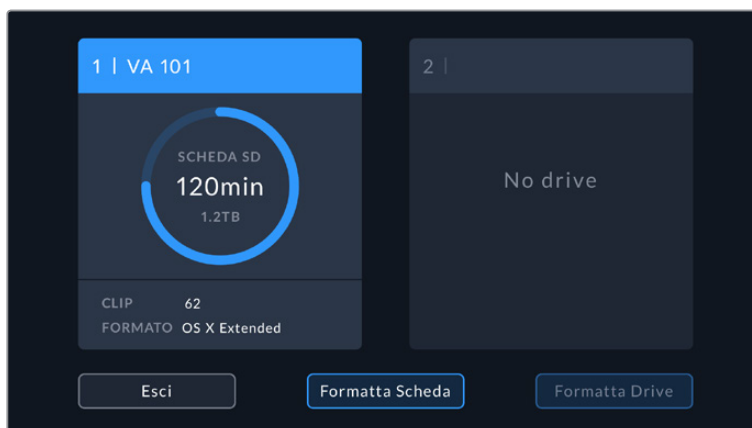 1 | VA 101
SCHEDA SD
120min
1.2TB
CLIP 62
FORMATO OS X Extended
2 |
No drive
Esci
Formatta Scheda
Formatta Drive